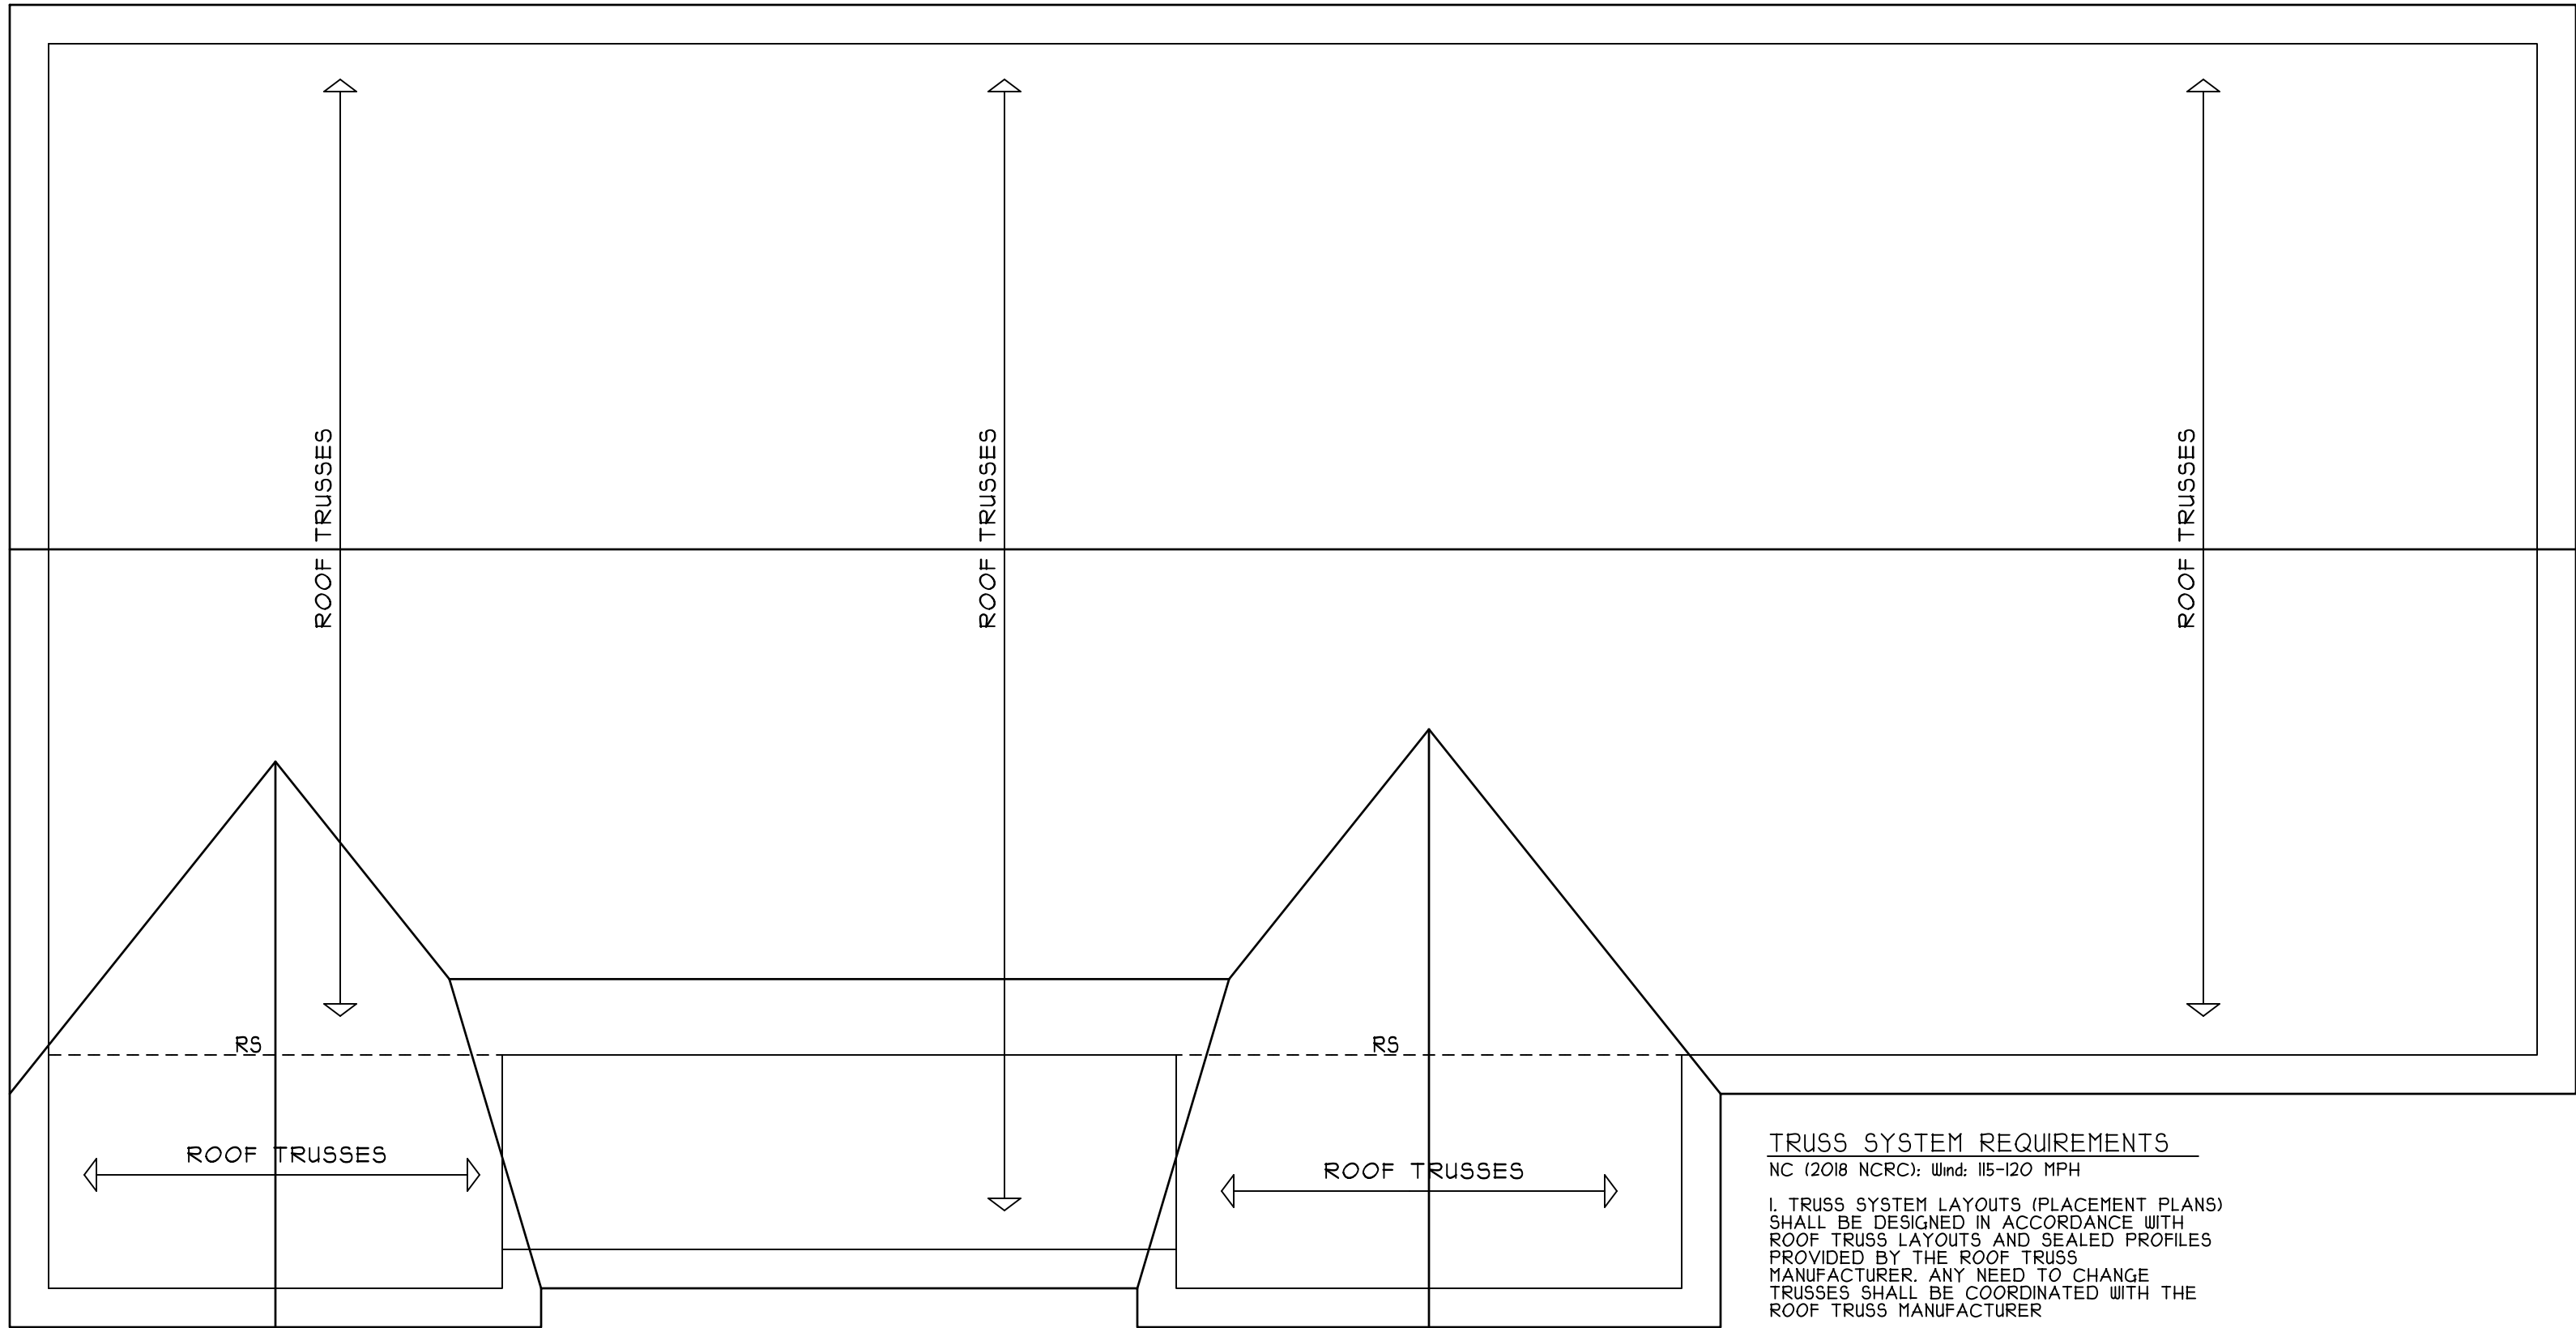 ROOF TRUSSES
ROOF TRUSSES
ROOF TRUSSES
RS
RS
ROOF TRUSSES
ROOF TRUSSES
TRUSS SYSTEM REQUIREMENTS
NC (2018 NCRC): Wind: 115-120 MPH
1. TRUSS SYSTEM LAYOUTS (PLACEMENT PLANS)
SHALL BE DESIGNED IN ACCORDANCE WITH
ROOF TRUSS LAYOUTS AND SEALED PROFILES
PROVIDED BY THE ROOF TRUSS
MANUFACTURER. ANY NEED TO CHANGE
TRUSSES SHALL BE COORDINATED WITH THE
ROOF TRUSS MANUFACTURER